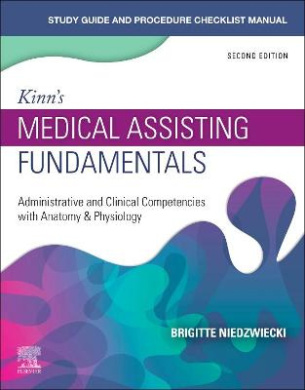 STUDY GUIDE AND PROCEDURE CHECKLIST MANUAL
SECOND EDITION
Kinn's
MEDICAL ASSISTING
FUNDAMENTALS
Administrative and Clinical Competencies
with Anatomy & Physiology
BRIGITTE NIEDZWIECKI
ELSEVIER